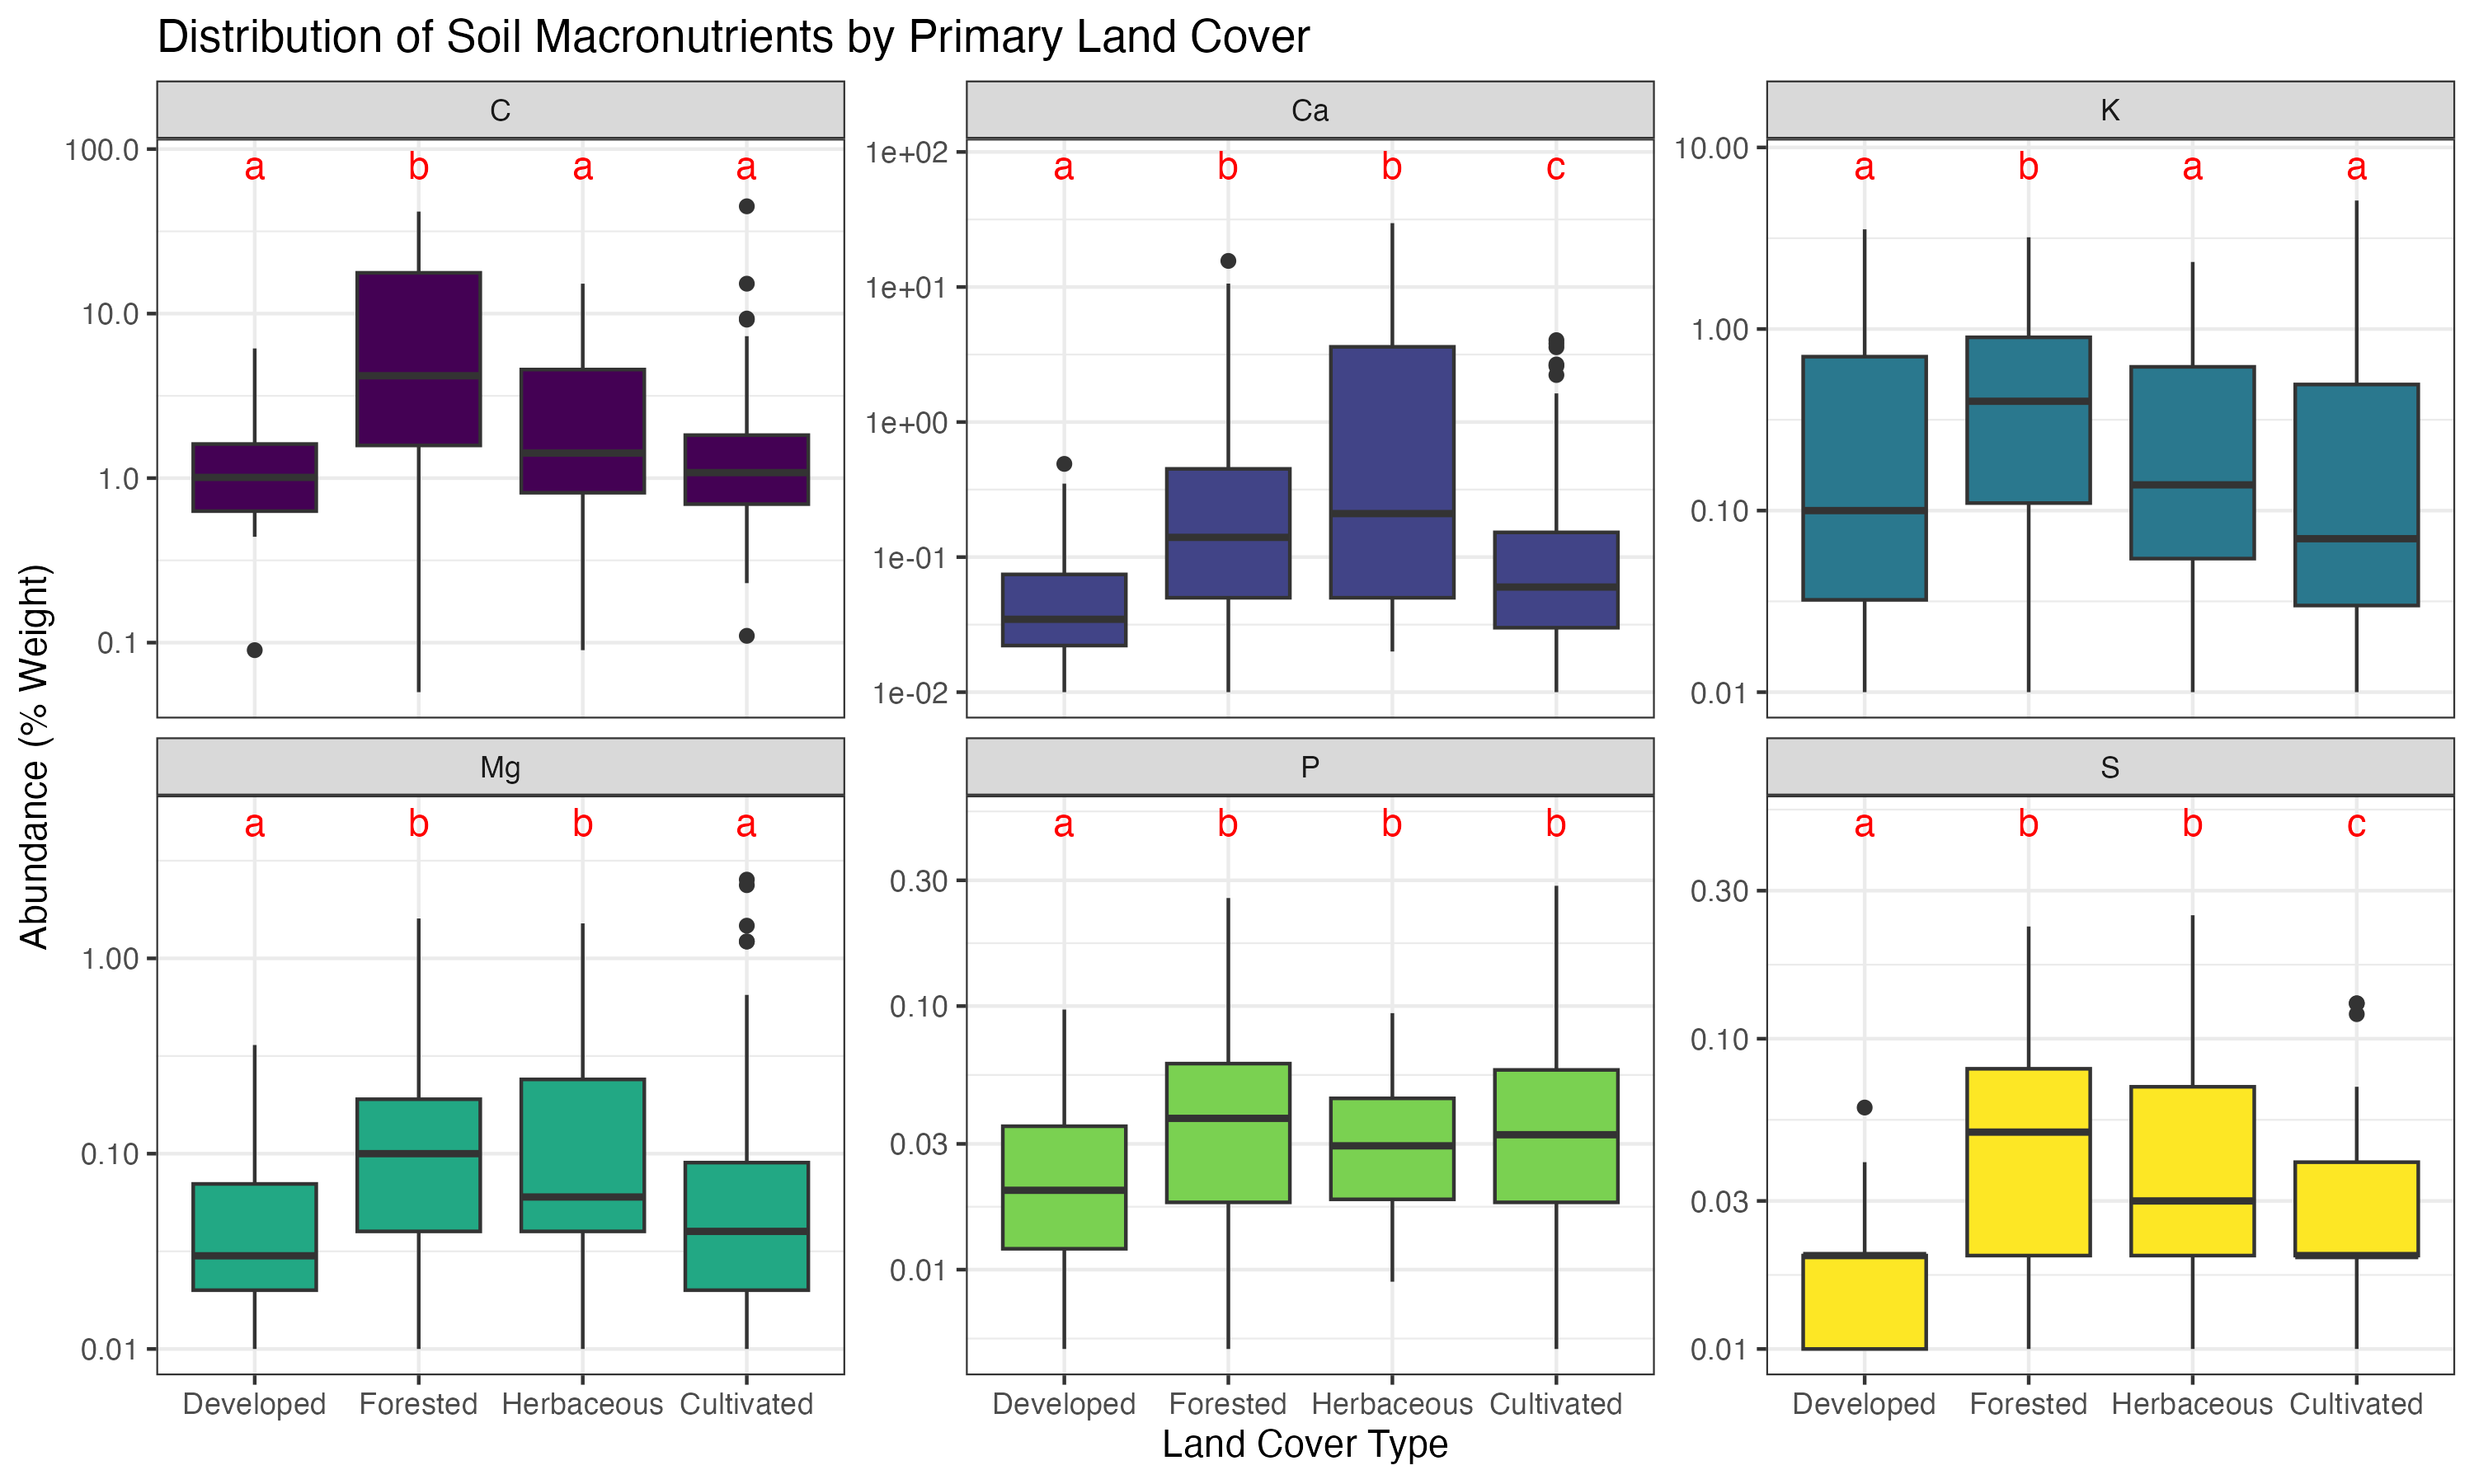 Distribution of Soil Macronutrients by Primary Land Cover
C
Ca
K
100.0
10.0
1.0
0.1
a b a a
1e+02
1e+01
1e+00
1e-01
1e-02
a b b c
10.00
1.00
0.10
0.01
a b a a
Abundance (% Weight)
Mg
P
S
1.00
0.10
0.01
a b b a
0.30
0.10
0.03
0.01
a b b b
0.30
0.10
0.03
0.01
a b b c
Developed Forested Herbaceous Cultivated
Developed Forested Herbaceous Cultivated
Developed Forested Herbaceous Cultivated
Land Cover Type